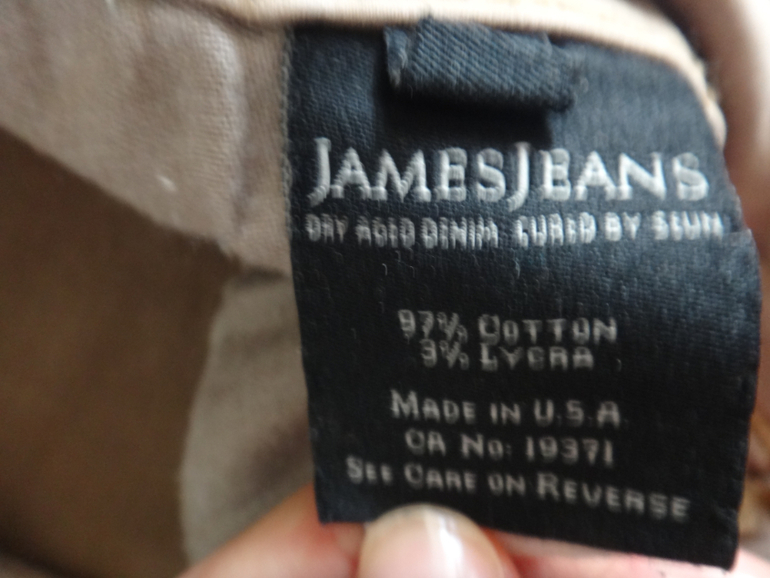 JAMESJEANS
DRY AGED DENIM CURED BY SEUN
97% COTTON
3% LYCRA
MADE IN U.S.A
CA NO: 19371
SEE CARE ON REVERSE